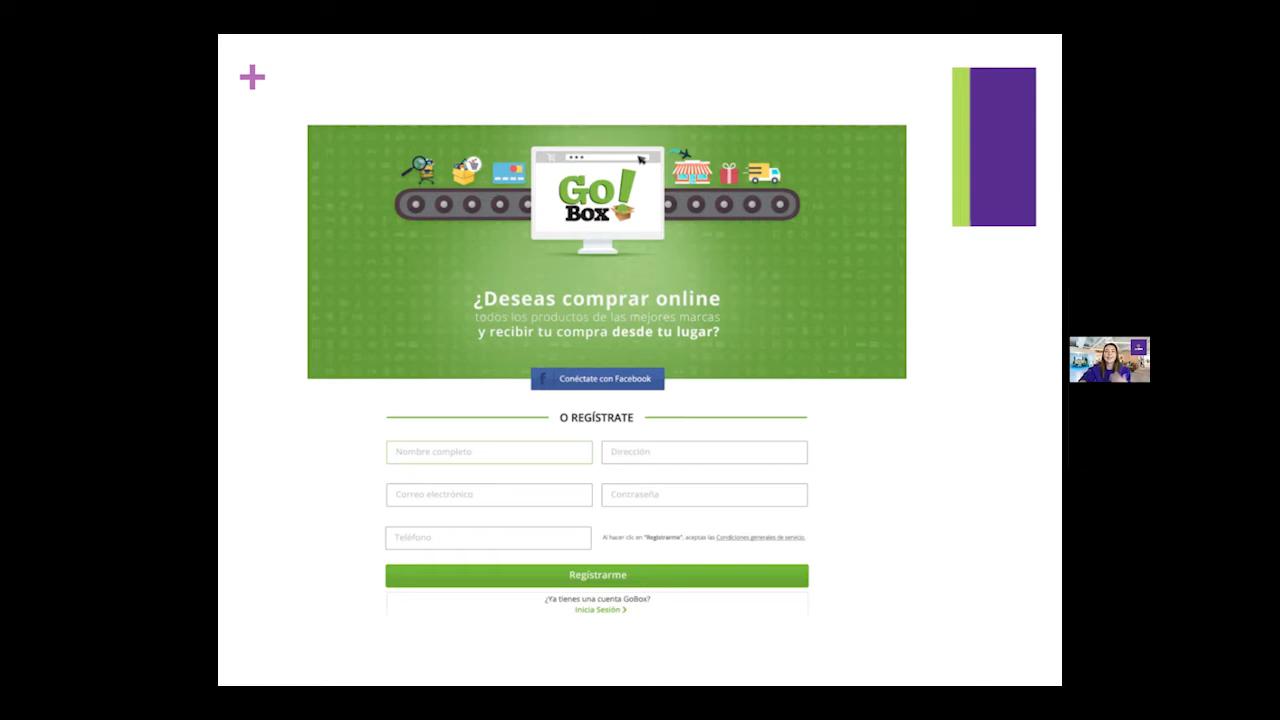 GO!
BOX
¿Deseas comprar online
todos los productos de las mejores marcas
y recibir tu compra desde tu lugar?
f Conéctate con Facebook
O REGÍSTRATE
Nombre completo
Dirección
Correo electrónico
Contraseña
Teléfono
Al hacer clic en "Registrarme", aceptas las Condiciones generales de servicio.
Registrarme
¿Ya tienes una cuenta GoBox?
Inicia Sesión >